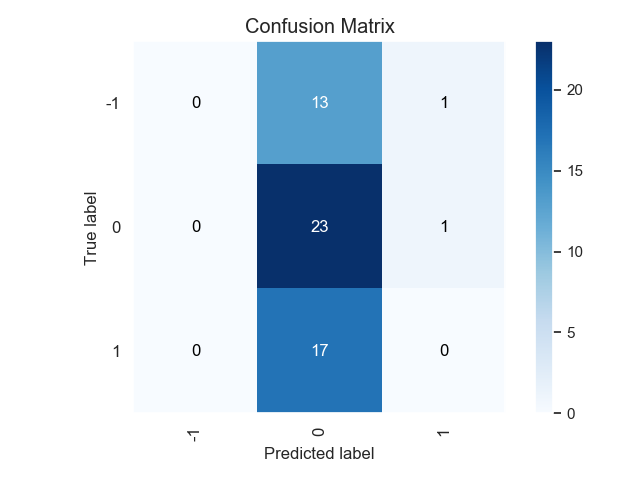 Confusion Matrix
-1 0 13 1
0 0 23 1
1 0 17 0
-1 0 1
True label
Predicted label
20
15
10
5
0